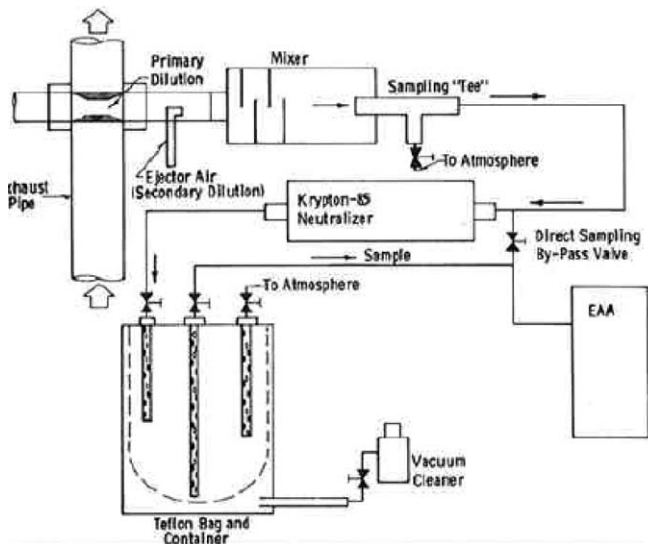 Primary
Dilution
Mixer
Sampling "Tee"
To Atmosphere
Ejector Air
(Secondary Dilution)
xhaust
Pipe
Krypton-85
Neutralizer
Direct Sampling
By-Pass Valve
Sample
To Atmosphere
EAA
Vacuum
Cleaner
Teflon Bag and
Container